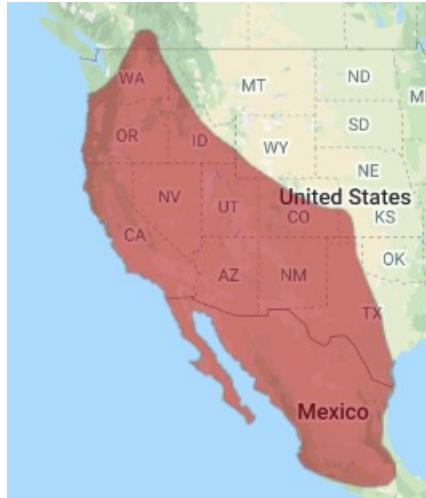 WA
MT
ND
MI
OR
ID
SD
WY
NE
United States
NV
UT
CO
KS
CA
AZ
NM
OK
TX
Mexico